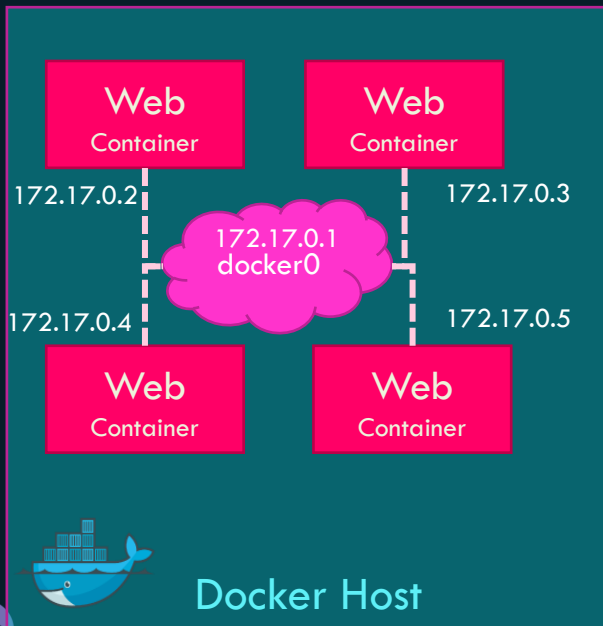 Web
Container
Web
Container
172.17.0.2
172.17.0.3
172.17.0.1
docker0
172.17.0.4
172.17.0.5
Web
Container
Web
Container
Docker Host